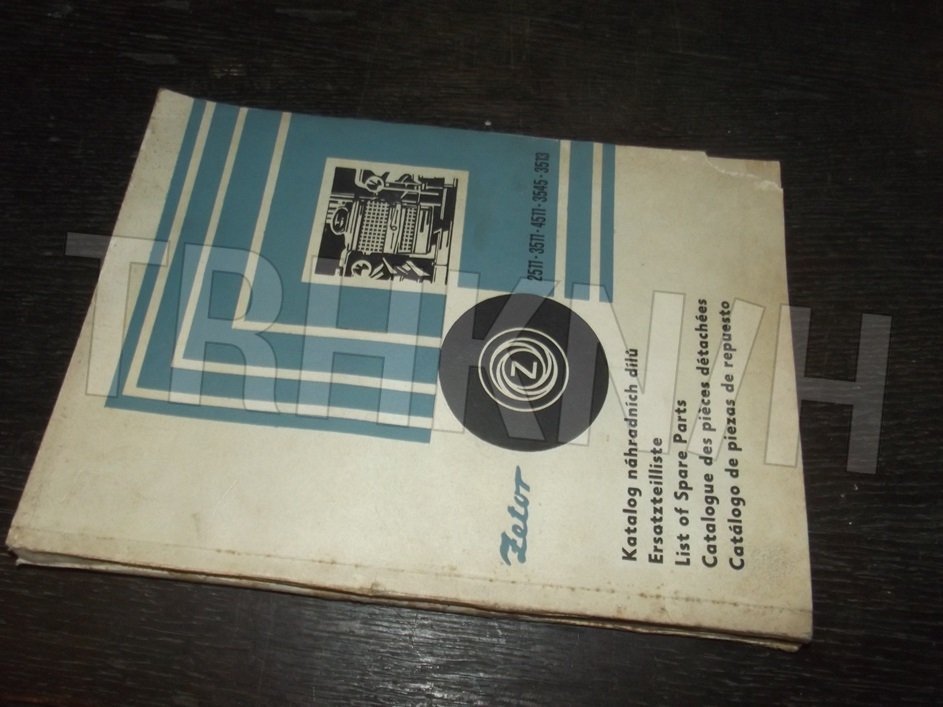 2511 · 3511 · 4511 · 3545 · 3513
Z
Zetor
Katalog náhradních dílů
Ersatzteilliste
List of Spare Parts
Catalogue des pièces détachées
Catálogo de piezas de repuesto
TRHKNIH